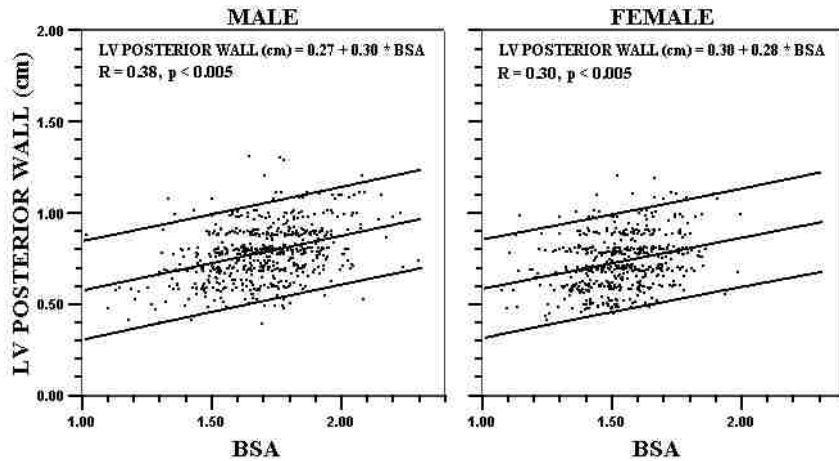 MALE
FEMALE
LV POSTERIOR WALL (cm)
2.00
1.50
1.00
0.50
0.00
LV POSTERIOR WALL (cm) = 0.27 + 0.30 * BSA
R = 0.38, p < 0.005
1.00
1.50
2.00
BSA
LV POSTERIOR WALL (cm) = 0.30 + 0.28 * BSA
R = 0.30, p < 0.005
1.00
1.50
2.00
BSA